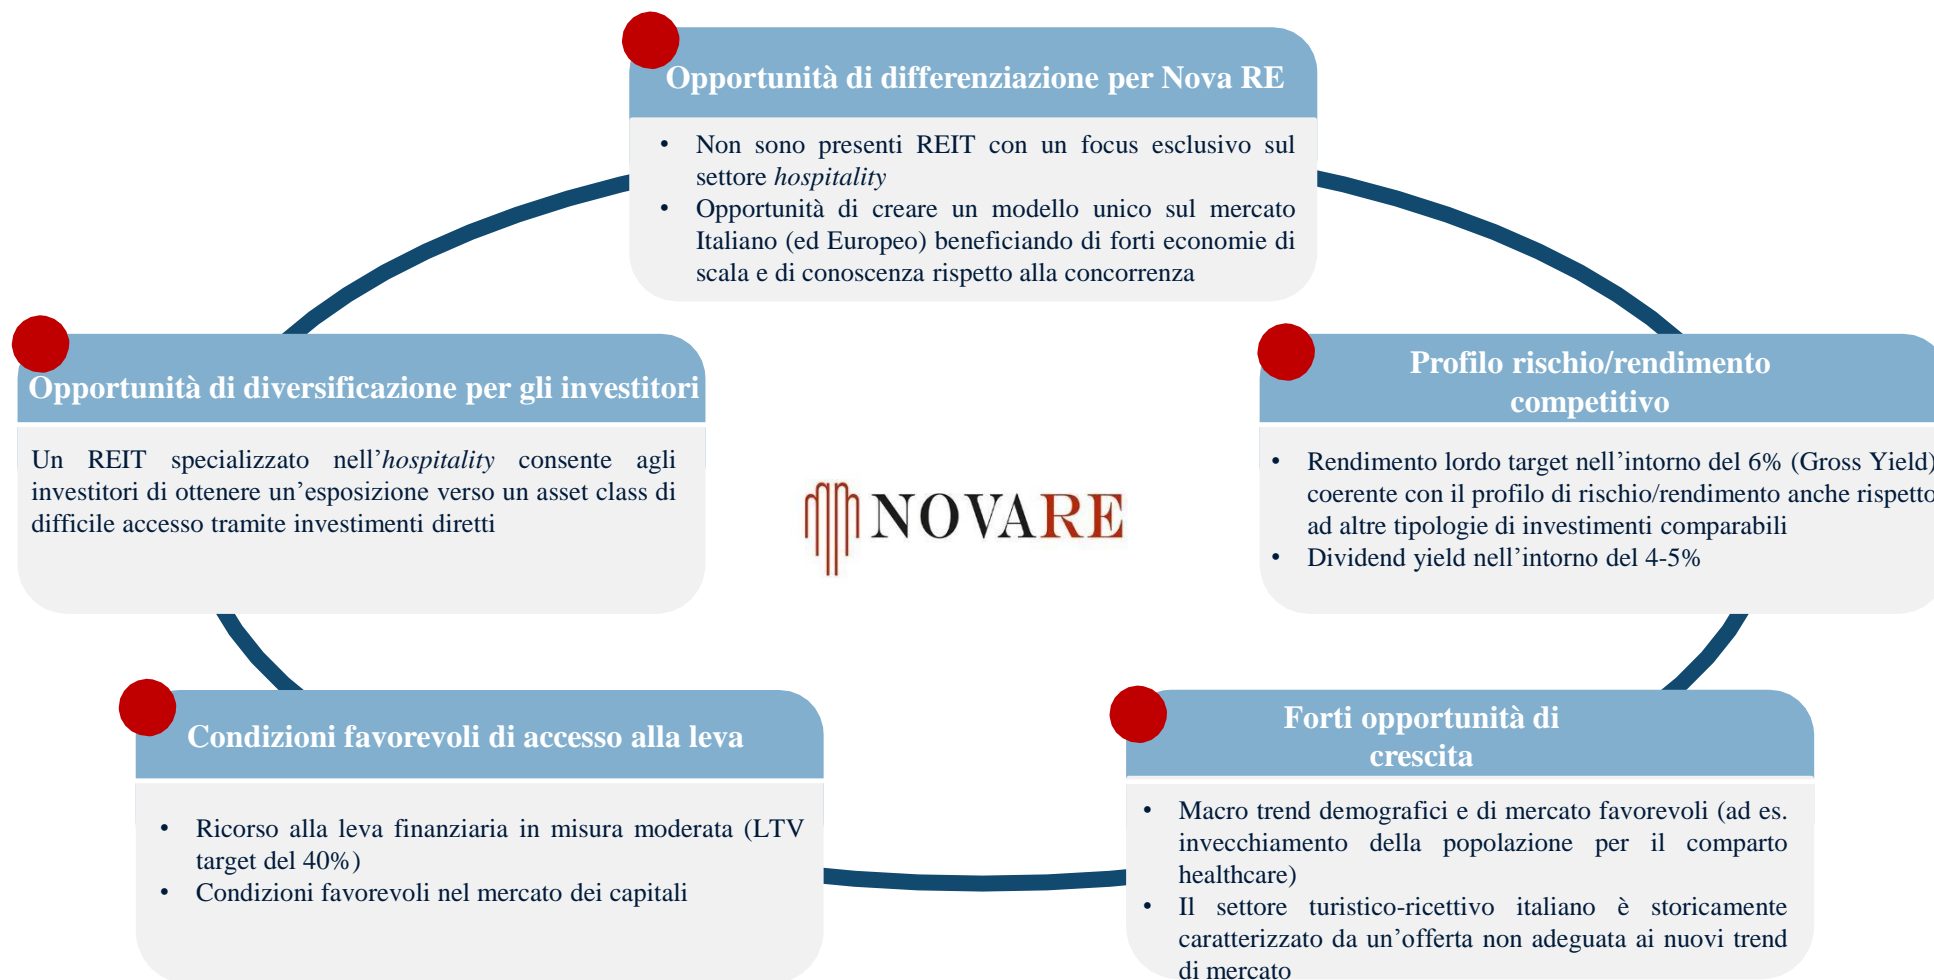 Opportunità di differenziazione per Nova RE
• Non sono presenti REIT con un focus esclusivo sul
settore hospitality
• Opportunità di creare un modello unico sul mercato
Italiano (ed Europeo) beneficiando di forti economie di
scala e di conoscenza rispetto alla concorrenza
Opportunità di diversificazione per gli investitori
Un REIT specializzato nell’hospitality consente agli
investitori di ottenere un’esposizione verso un asset class di
difficile accesso tramite investimenti diretti
Profilo rischio/rendimento
competitivo
• Rendimento lordo target nell’intorno del 6% (Gross Yield)
coerente con il profilo di rischio/rendimento anche rispetto
ad altre tipologie di investimenti comparabili
• Dividend yield nell’intorno del 4-5%
NOVARE
Condizioni favorevoli di accesso alla leva
• Ricorso alla leva finanziaria in misura moderata (LTV
target del 40%)
• Condizioni favorevoli nel mercato dei capitali
Forti opportunità di
crescita
• Macro trend demografici e di mercato favorevoli (ad es.
invecchiamento della popolazione per il comparto
healthcare)
• Il settore turistico-ricettivo italiano è storicamente
caratterizzato da un’offerta non adeguata ai nuovi trend
di mercato